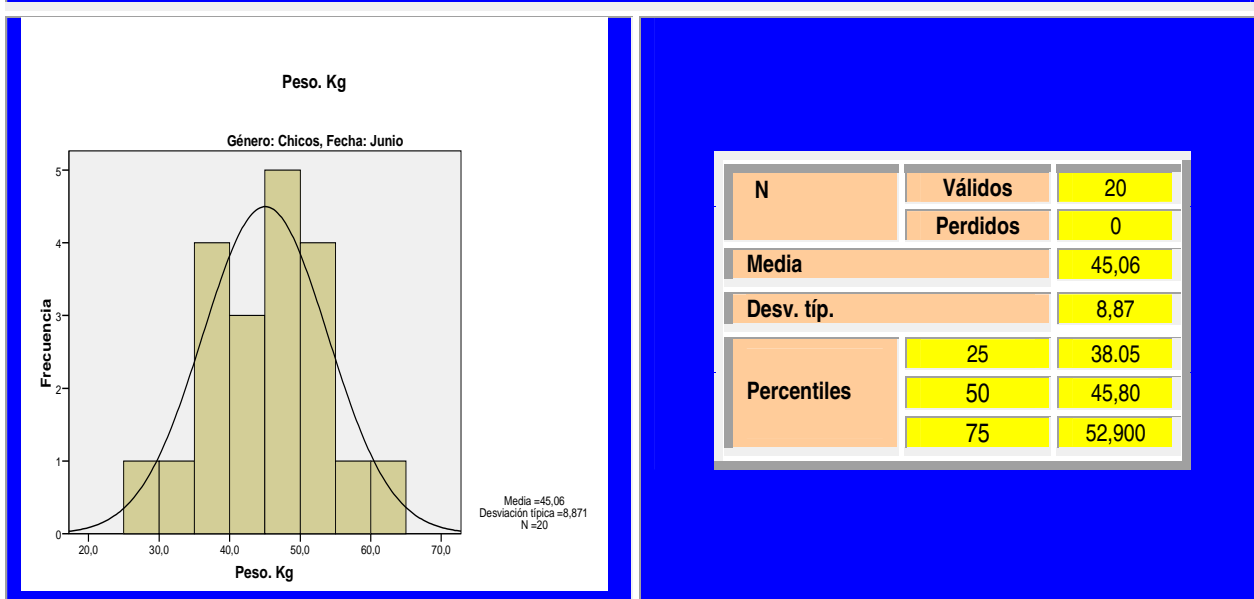 Peso. Kg
Género: Chicos, Fecha: Junio
5
4
3
2
1
0
Frecuencia
20,0 30,0 40,0 50,0 60,0 70,0
Peso. Kg
Media =45,06
Desviación típica =8,871
N =20
N Válidos 20
Perdidos 0
Media 45,06
Desv. típ. 8,87
Percentiles
25 38.05
50 45,80
75 52,900